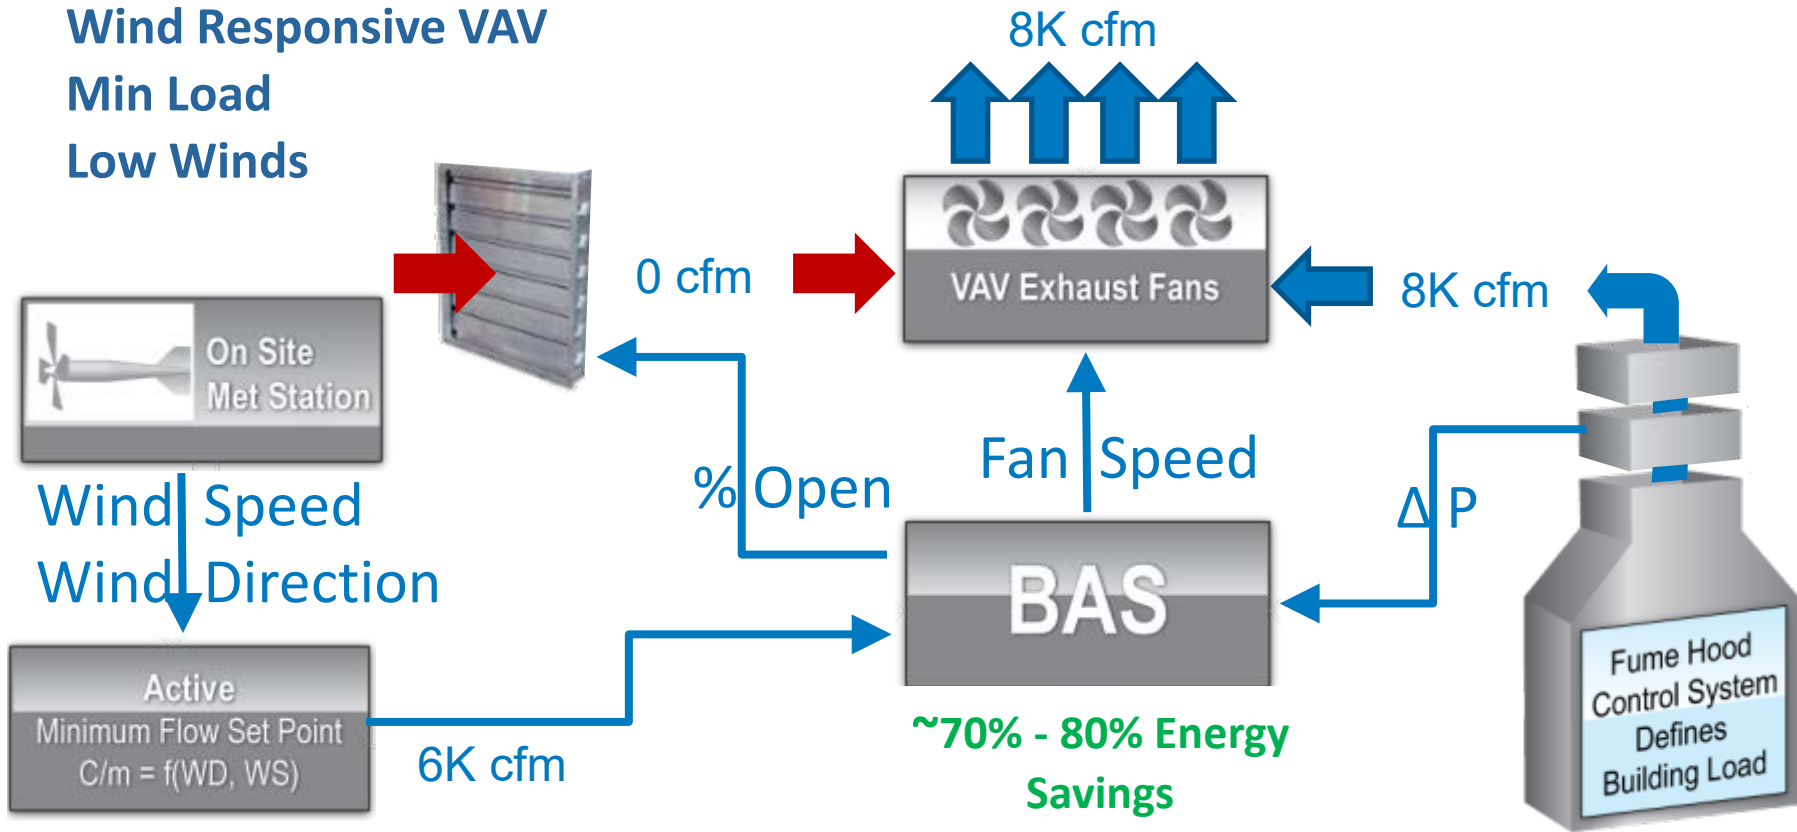 Wind Responsive VAV
Min Load
Low Winds
8K cfm
0 cfm
VAV Exhaust Fans
8K cfm
On Site
Met Station
% Open
Fan Speed
Δ P
Wind Speed
Wind Direction
BAS
Active
Minimum Flow Set Point
C/m = f(WD, WS)
6K cfm
~70% - 80% Energy
Savings
Fume Hood
Control System
Defines
Building Load